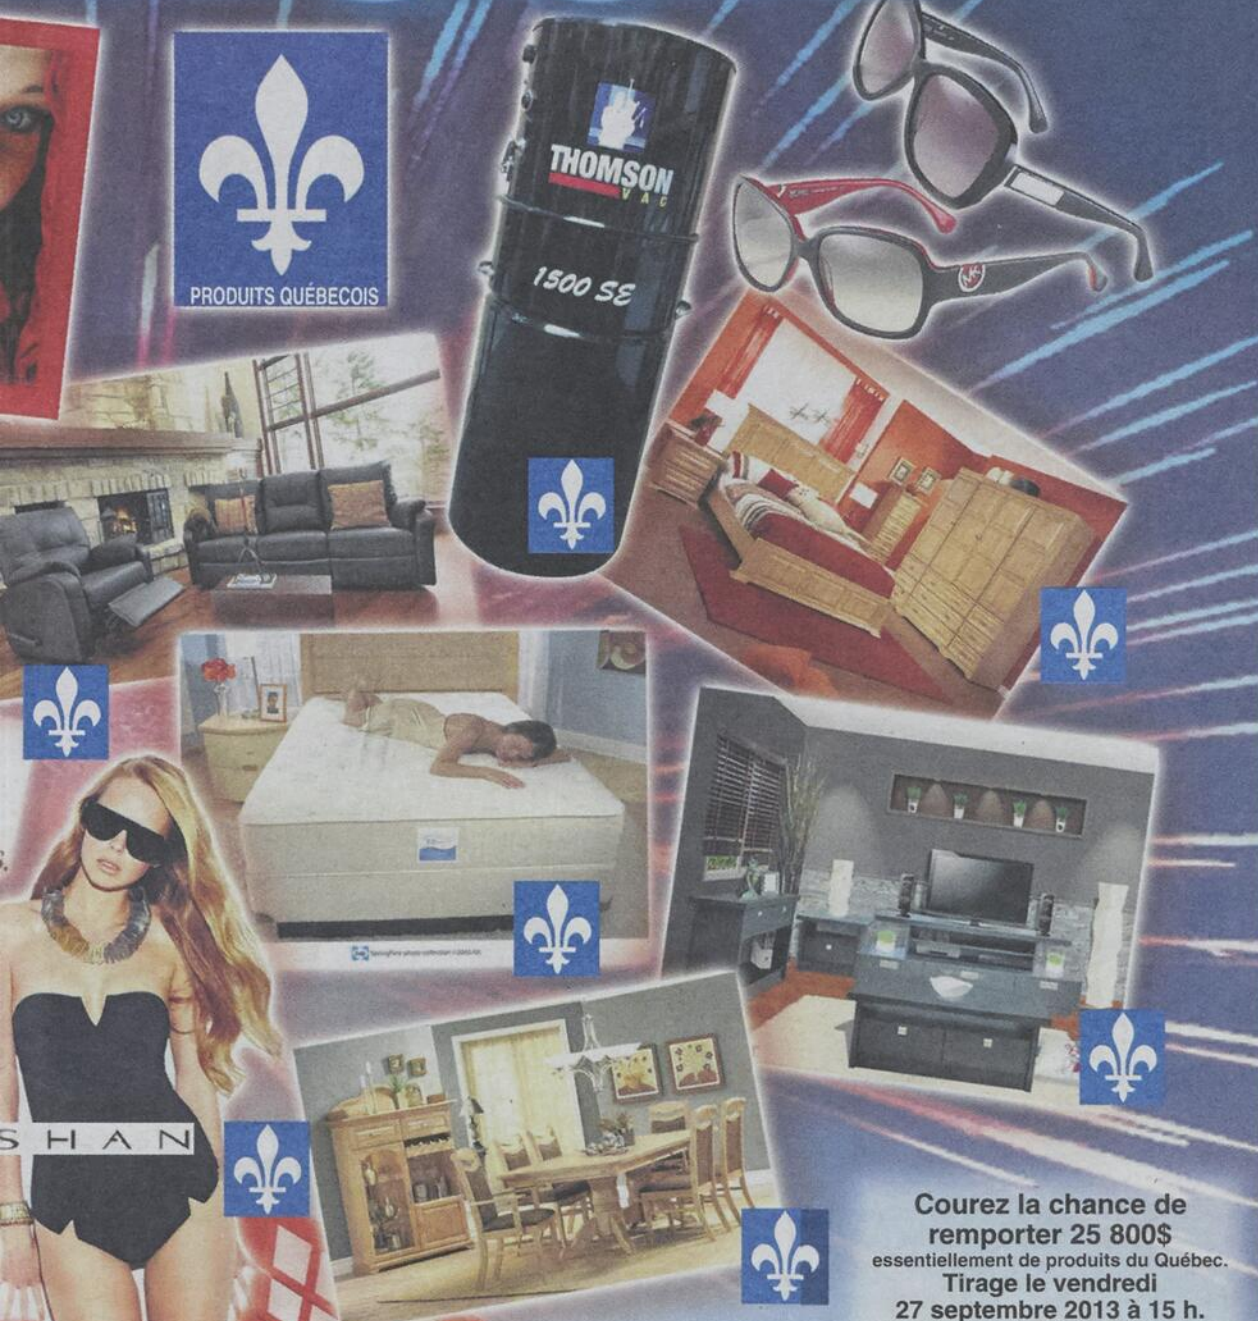 PRODUITS QUÉBECOIS
THOMSON
VAC
1500 SE
SHAN
Courez la chance de
remporter 25 800$
essentiellement de produits du Québec.
Tirage le vendredi
27 septembre 2013 à 15 h.